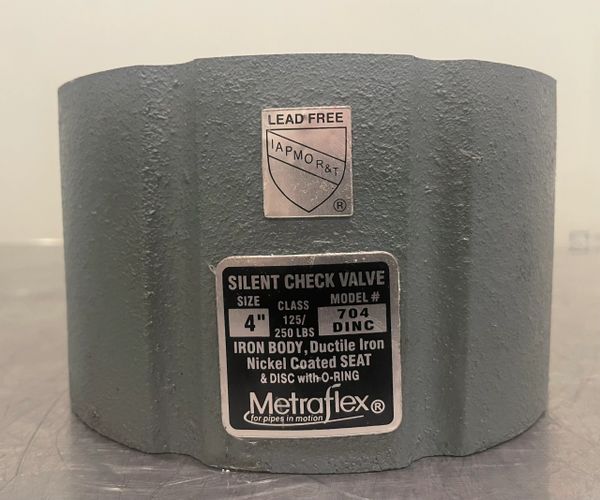 LEAD FREE
IAPMO R&T
®
SILENT CHECK VALVE
SIZE CLASS MODEL #
4" 125/ 704
250 LBS DINC
IRON BODY, Ductile Iron
Nickel Coated SEAT
& DISC with O-RING
Metraflex®
for pipes in motion